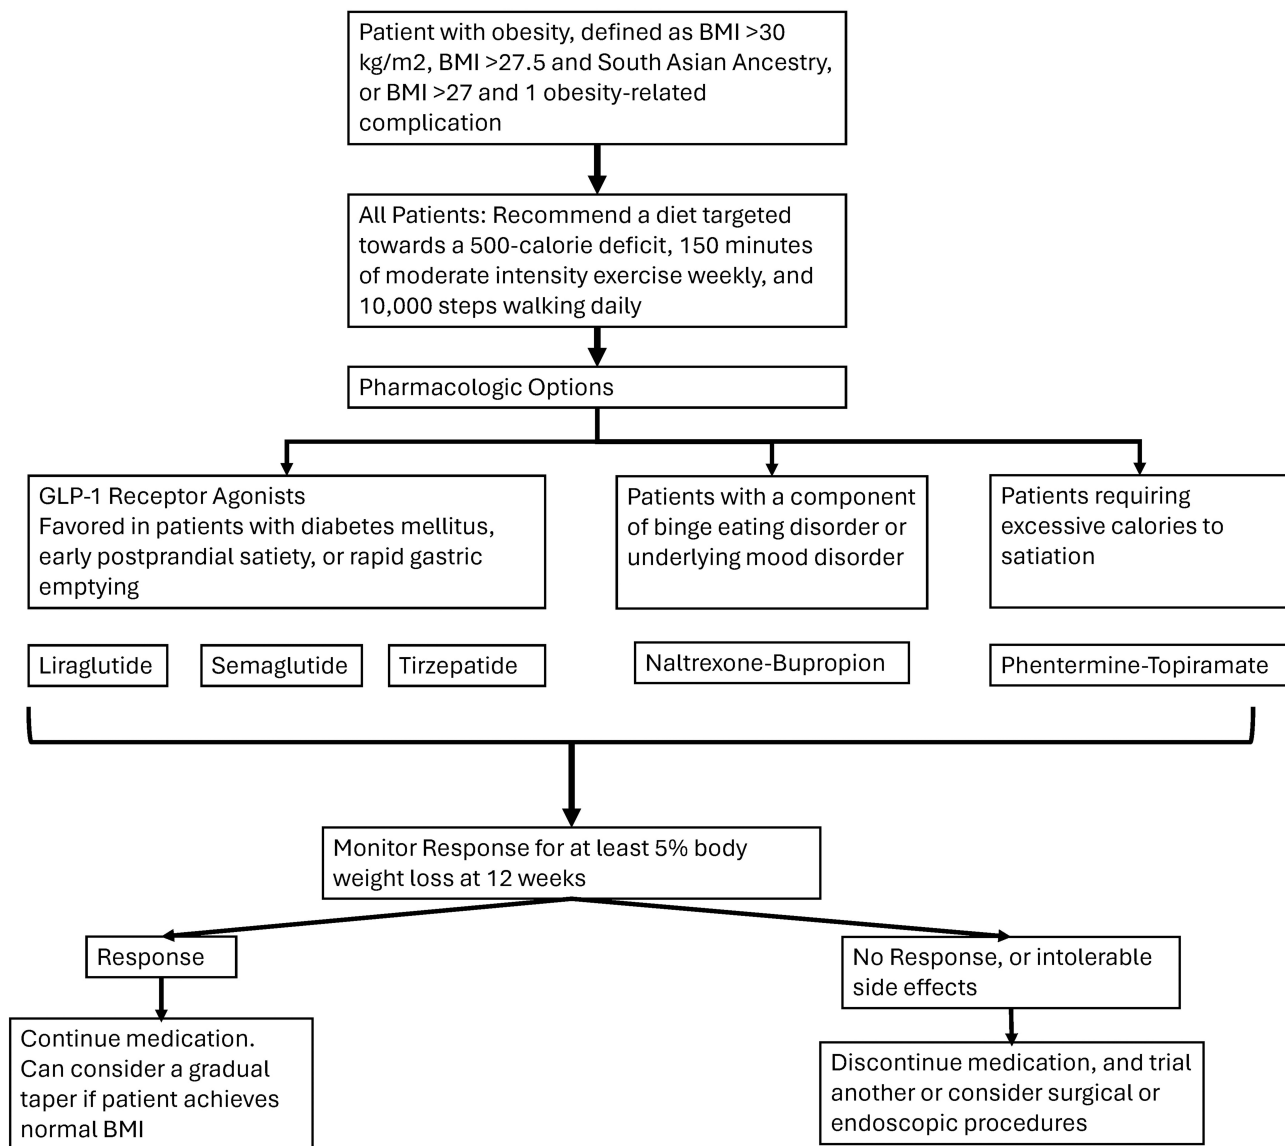 Patient with obesity, defined as BMI >30
kg/m2, BMI >27.5 and South Asian Ancestry,
or BMI >27 and 1 obesity-related
complication
All Patients: Recommend a diet targeted
towards a 500-calorie deficit, 150 minutes
of moderate intensity exercise weekly, and
10,000 steps walking daily
Pharmacologic Options
GLP-1 Receptor Agonists
Favored in patients with diabetes mellitus,
early postprandial satiety, or rapid gastric
emptying
Patients with a component
of binge eating disorder or
underlying mood disorder
Patients requiring
excessive calories to
satiation
Liraglutide
Semaglutide
Tirzepatide
Naltrexone-Bupropion
Phentermine-Topiramate
Monitor Response for at least 5% body
weight loss at 12 weeks
Response
No Response, or intolerable
side effects
Continue medication.
Can consider a gradual
taper if patient achieves
normal BMI
Discontinue medication, and trial
another or consider surgical or
endoscopic procedures